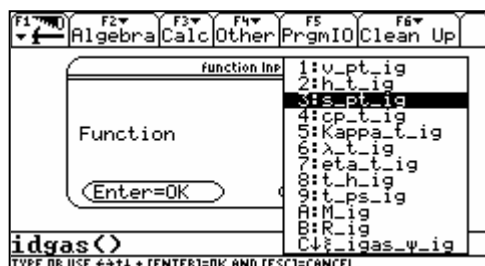 F1 F2 F3 F4 F5 F6
Algebra Calc Other PrgmIO Clean Up
function Inp
Function
Enter=OK
1:v_pt_ig
2:h_t_ig
3:s_pt_ig
4:cp_t_ig
5:Kappa_t_ig
6:λ_t_ig
7:eta_t_ig
8:t_h_ig
9:t_ps_ig
A:M_ig
B:R_ig
C↓ξ_igas_ψ_ig
idgas()
TYPE OR USE ←→↑↓ + [ENTER]=OK AND [ESC]=CANCEL